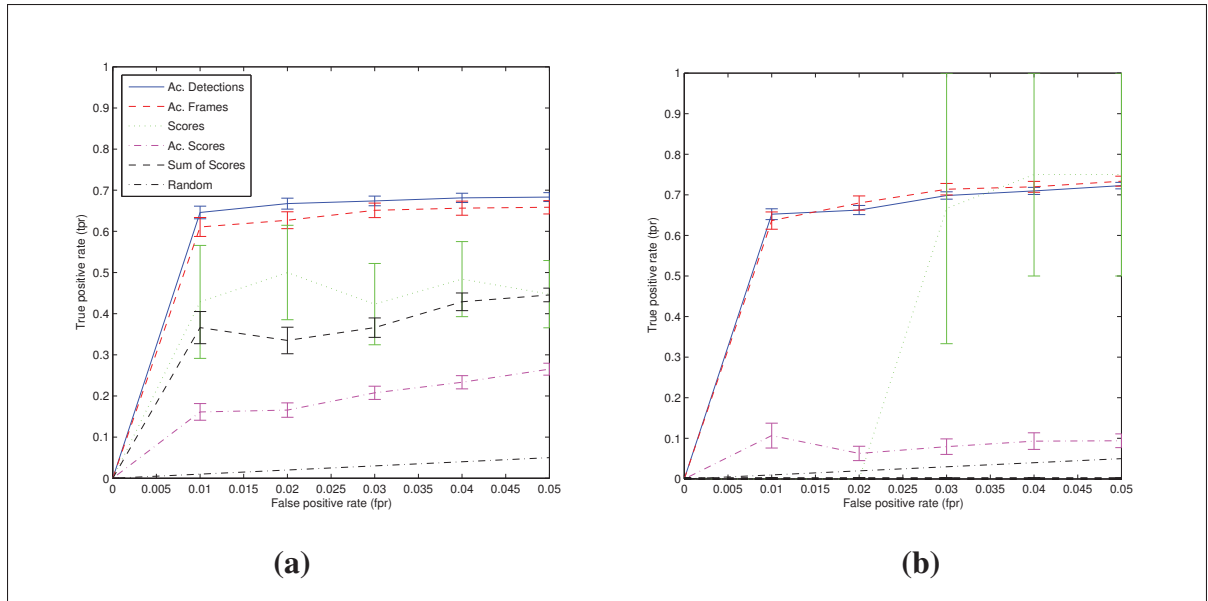 1
0.9
0.8
0.7
0.6
0.5
0.4
0.3
0.2
0.1
0
True positive rate (tpr)
Ac. Detections
Ac. Frames
Scores
Ac. Scores
Sum of Scores
Random
0 0.005 0.01 0.015 0.02 0.025 0.03 0.035 0.04 0.045 0.05
False positive rate (fpr)
(a)
1
0.9
0.8
0.7
0.6
0.5
0.4
0.3
0.2
0.1
0
True positive rate (tpr)
0 0.005 0.01 0.015 0.02 0.025 0.03 0.035 0.04 0.045 0.05
False positive rate (fpr)
(b)